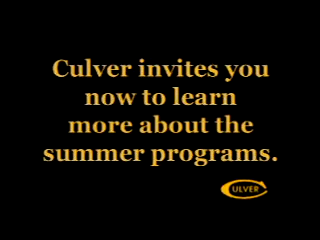 Culver invites you
now to learn
more about the
summer programs.
CULVER